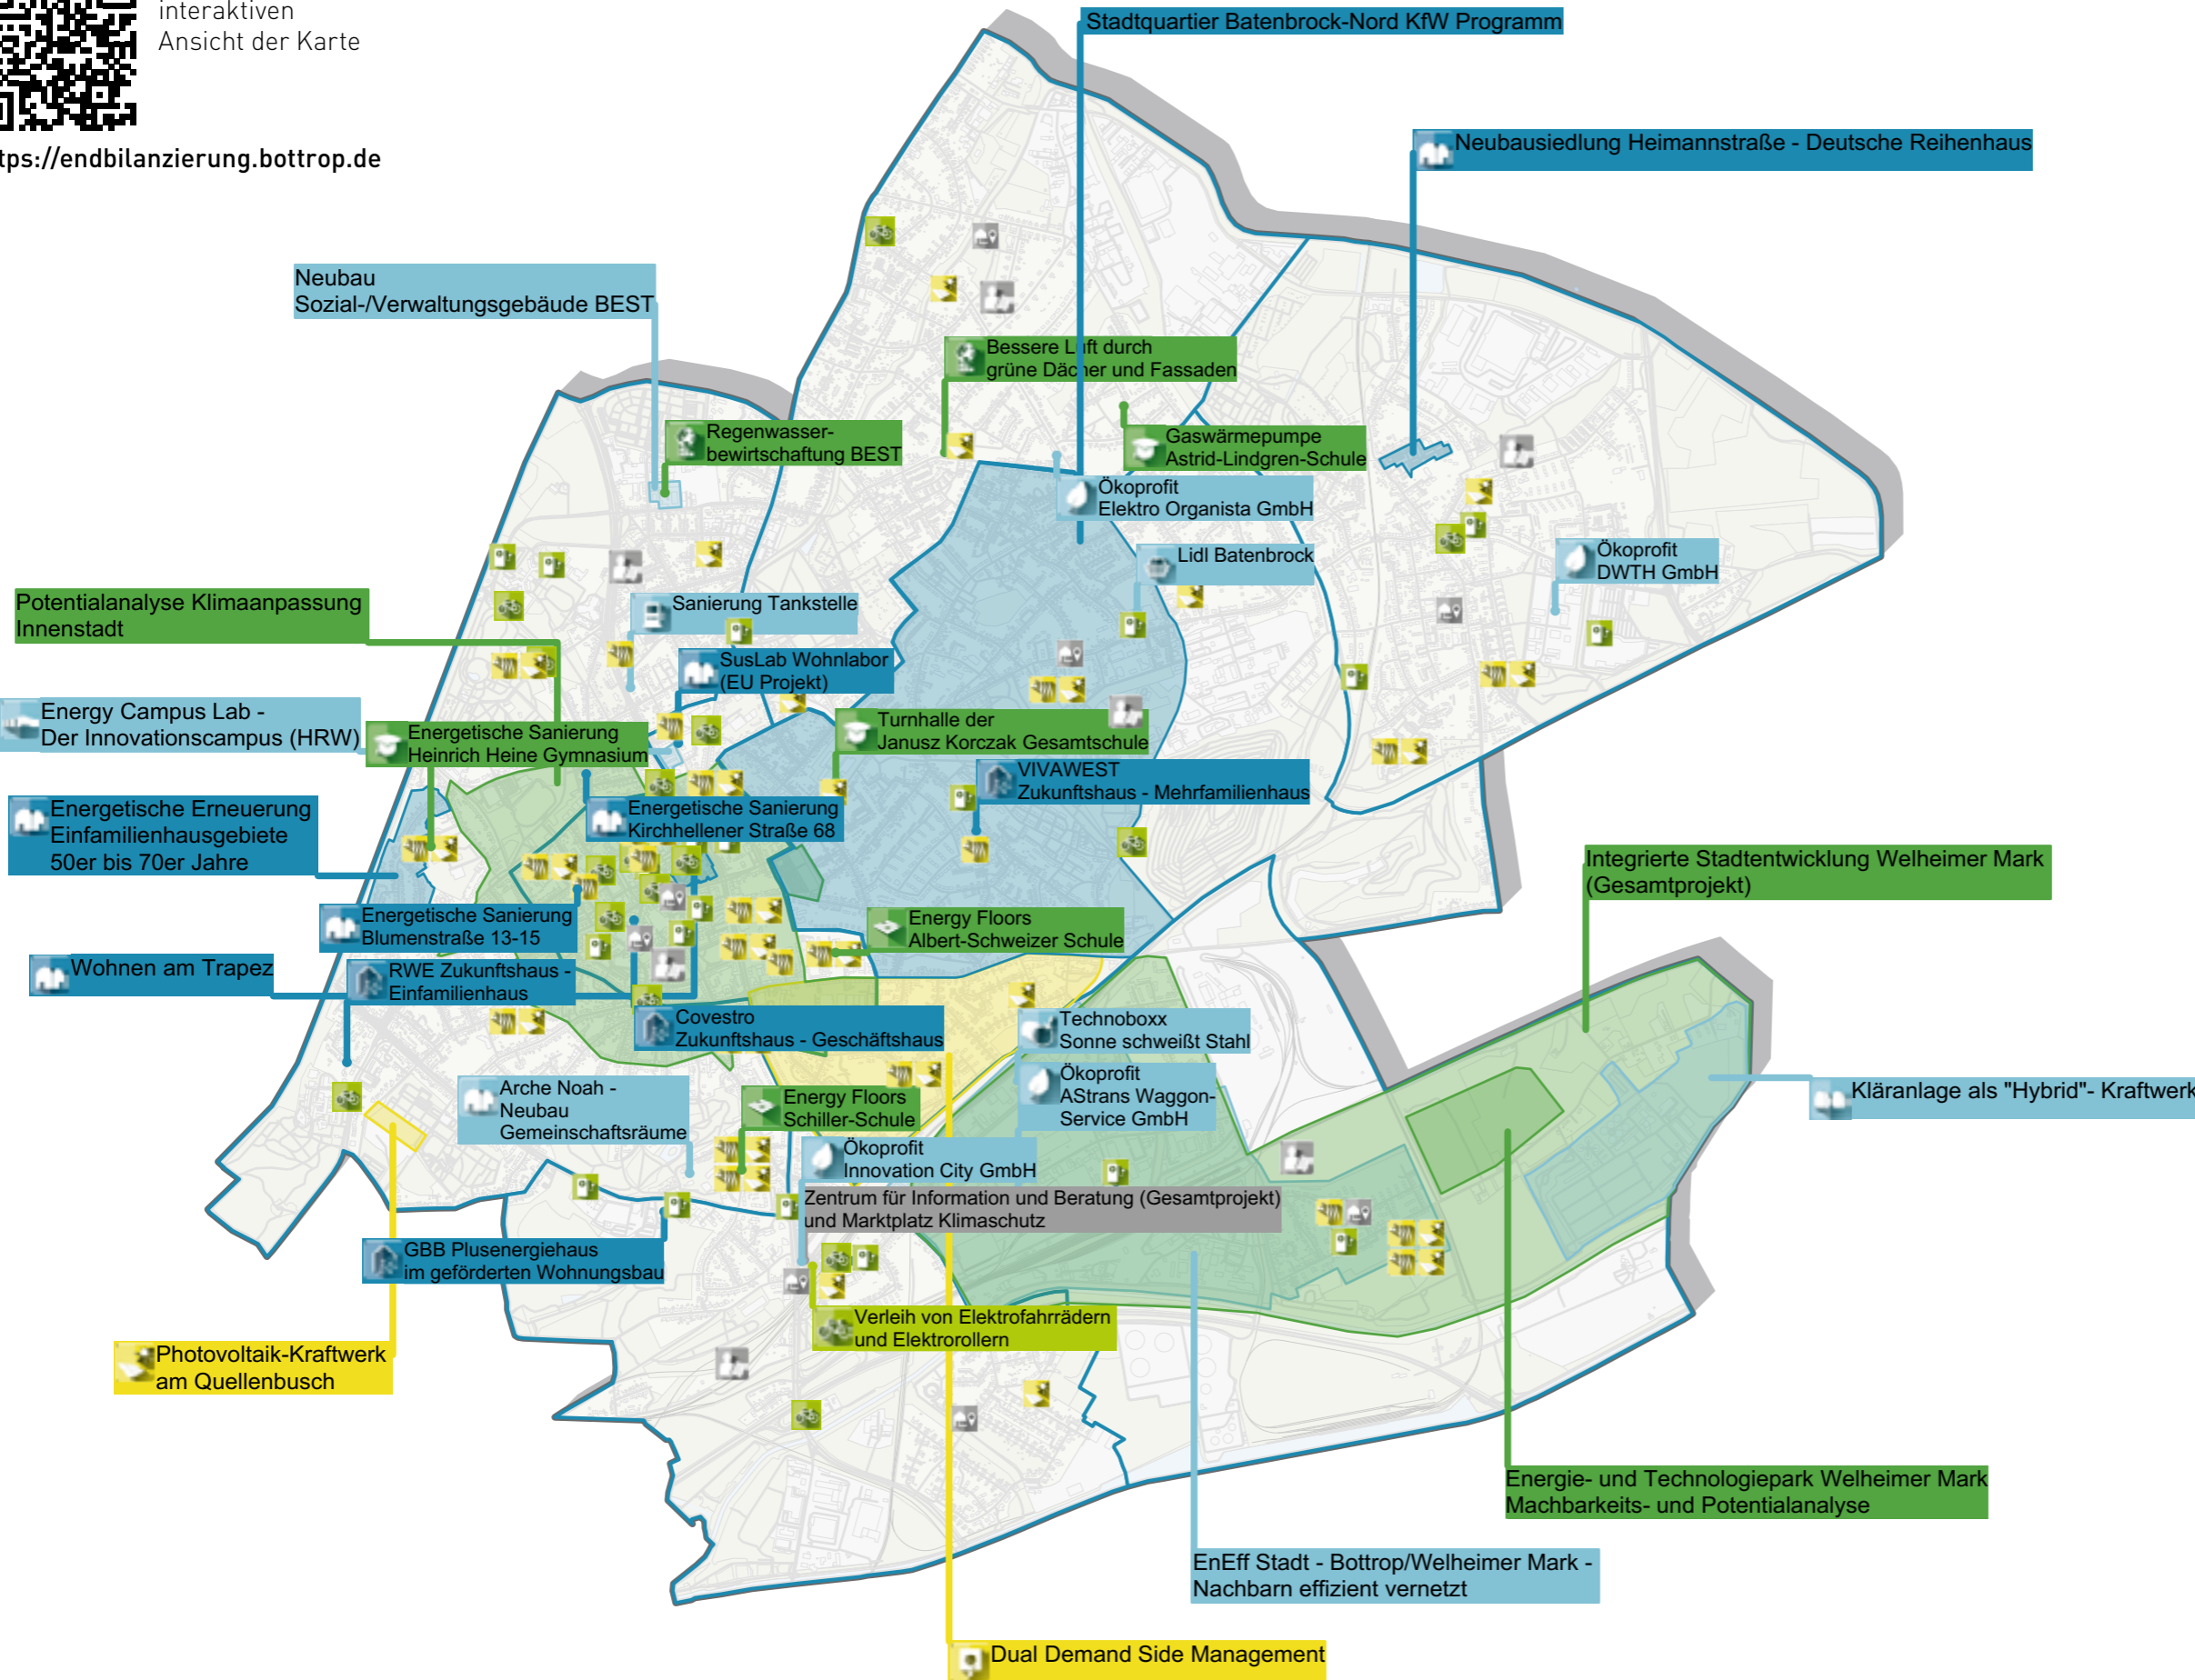 interaktiven
Ansicht der Karte
tps://endbilanzierung.bottrop.de
Stadtquartier Batenbrock-Nord KfW Programm
Neubausiedlung Heimannstraße - Deutsche Reihenhaus
Neubau
Sozial-/Verwaltungsgebäude BEST
Bessere Luft durch
grüne Dächer und Fassaden
Regenwasser-
bewirtschaftung BEST
Gaswärmepumpe
Astrid-Lindgren-Schule
Ökoprofit
Elektro Organista GmbH
Lidl Batenbrock
Ökoprofit
DWTH GmbH
Potentialanalyse Klimaanpassung
Innenstadt
Sanierung Tankstelle
SusLab Wohnlabor
(EU Projekt)
Energy Campus Lab -
Der Innovationscampus (HRW)
Energetische Sanierung
Heinrich Heine Gymnasium
Turnhalle der
Janusz Korczak Gesamtschule
VIVAWEST
Zukunftshaus - Mehrfamilienhaus
Energetische Erneuerung
Einfamilienhausgebiete
50er bis 70er Jahre
Energetische Sanierung
Kirchhellener Straße 68
Integrierte Stadtentwicklung Welheimer Mark
(Gesamtprojekt)
Energetische Sanierung
Blumenstraße 13-15
Energy Floors
Albert-Schweizer Schule
Wohnen am Trapez
RWE Zukunftshaus -
Einfamilienhaus
Covestro
Zukunftshaus - Geschäftshaus
Technoboxx
Sonne schweißt Stahl
Ökoprofit
AStrans Waggon-
Service GmbH
Arche Noah -
Neubau
Gemeinschaftsräume
Energy Floors
Schiller-Schule
Kläranlage als "Hybrid"- Kraftwerk
Ökoprofit
Innovation City GmbH
Zentrum für Information und Beratung (Gesamtprojekt)
und Marktplatz Klimaschutz
GBB Plusenergiehaus
im geförderten Wohnungsbau
Verleih von Elektrofahrrädern
und Elektrorollern
Photovoltaik-Kraftwerk
am Quellenbusch
Energie- und Technologiepark Welheimer Mark
Machbarkeits- und Potentialanalyse
EnEff Stadt - Bottrop/Welheimer Mark -
Nachbarn effizient vernetzt
Dual Demand Side Management